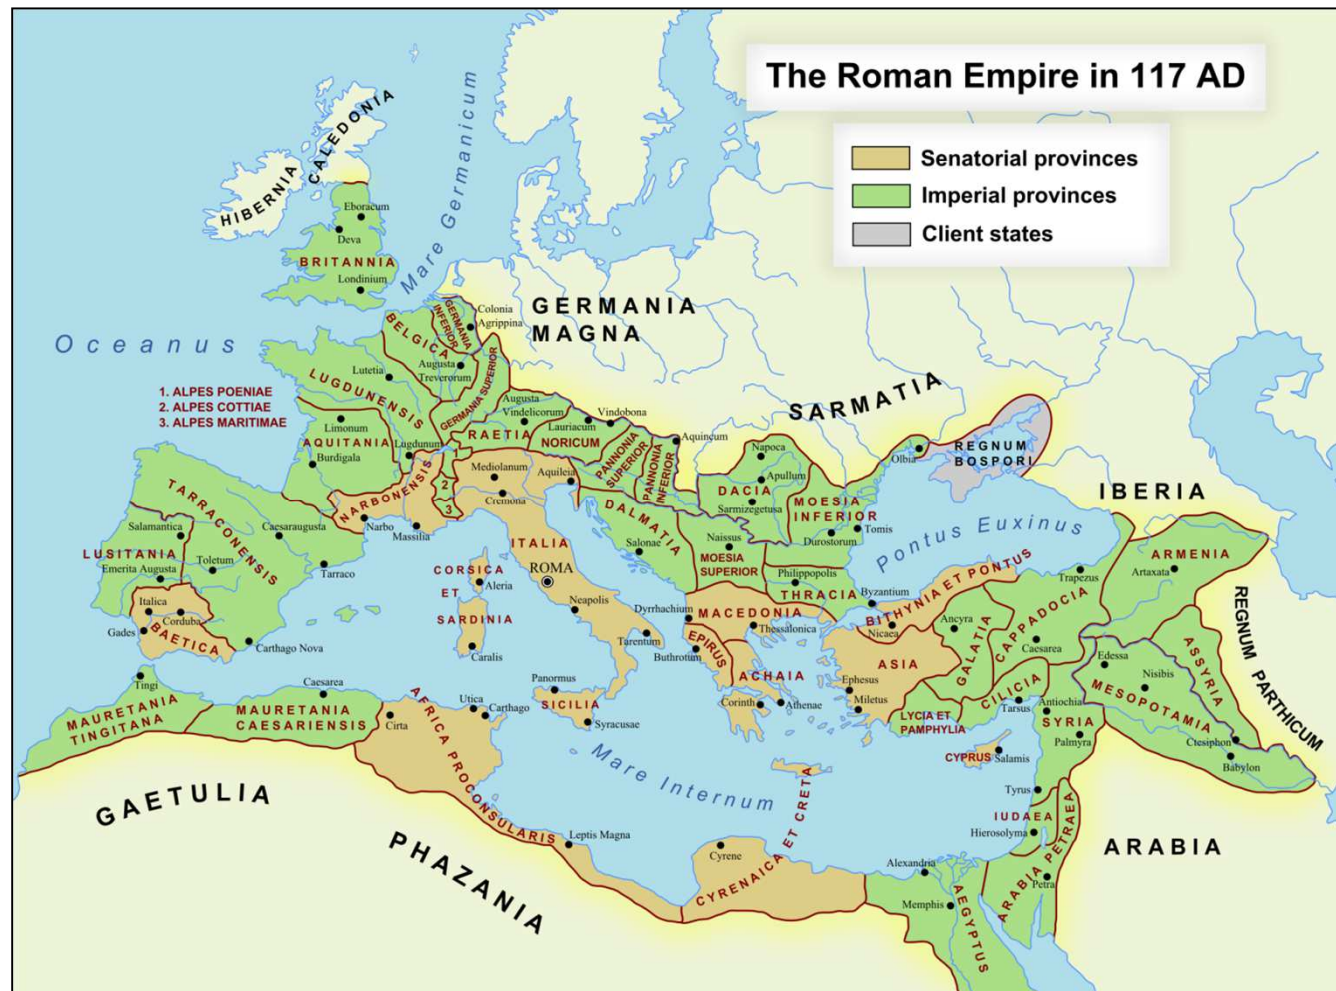 The Roman Empire in 117 AD
Senatorial provinces
Imperial provinces
Client states
HIBERNIA
CALEDONIA
Mare Germanicum
Oceanus
Eboracum
Deva
BRITANNIA
Londinium
GERMANIA
MAGNA
SARMATIA
1. ALPES POENIAE
2. ALPES COTTIAE
3. ALPES MARITIMAE
GERMANIA
INFERIOR
Colonia
Agrippina
BELGICA
Augusta
Treverorum
Lutetia
LUGDUNENSIS
GERMANIA SUPERIOR
Limonum
AQUITANIA
Burdigala
Lugdunum
NARBONENSIS
Narbo
Massilia
1
2
3
Augusta
Vindelicorum
RAETIA
Lauriacum
NORICUM
Vindobona
PANNONIA
SUPERIOR
PANNONIA
INFERIOR
Aquincum
Mediolanum
Aquileia
Cremona
ITALIA
ROMA
Neapolis
Tarentum
CORSICA
ET
SARDINIA
Aleria
Caralis
Panormus
SICILIA
Syracusae
DALMATIA
Salonae
Napoca
Apullum
DACIA
Sarmizegetusa
MOESIA
INFERIOR
Durostorum
Tomis
Olbia
REGNUM
BOSPORI
Naissus
MOESIA
SUPERIOR
Philippopolis
THRACIA
Byzantium
Dyrrhachium
MACEDONIA
Thessalonica
EPIRUS
Buthrotum
ACHAIA
Corinth
Athenae
Pontus Euxinus
IBERIA
ARMENIA
Artaxata
Trapezus
BITHYNIA ET PONTUS
Nicaea
Ancyra
GALATIA
CAPPADOCIA
Caesarea
ASIA
Ephesus
Miletus
LYCIA ET
PAMPHYLIA
CILICIA
Tarsus
Antiochia
SYRIA
Palmyra
CYPRUS
Salamis
Edessa
Nisibis
MESOPOTAMIA
ASSYRIA
Ctesiphon
Babylon
REGNUM PARTHICUM
Tyrus
IUDAEA
Hierosolyma
ARABIA PETRAEA
Petra
ARABIA
TARRACONENSIS
Salamantica
LUSITANIA
Emerita Augusta
Toletum
Caesaraugusta
Tarraco
Italica
Corduba
BAETICA
Gades
Carthago Nova
Tingi
MAURETANIA
TINGITANA
Caesarea
MAURETANIA
CAESARIENSIS
Cirta
Utica
Carthago
AFRICA PROCONSULARIS
Leptis Magna
Mare Internum
Cyrene
CYRENAICA ET CRETA
Alexandria
Memphis
AEGYPTUS
GAETULIA
PHAZANIA